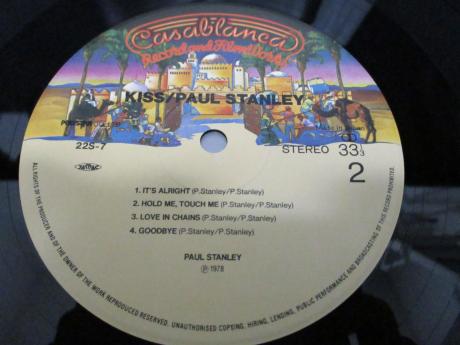 Casablanca
Record and FilmWorks
KISS/PAUL STANLEY
22S-7
STEREO 33⅓
2
1. IT'S ALRIGHT (P.Stanley/P.Stanley)
2. HOLD ME, TOUCH ME (P.Stanley/P.Stanley)
3. LOVE IN CHAINS (P.Stanley/P.Stanley)
4. GOODBYE (P.Stanley/P.Stanley)
PAUL STANLEY
Ⓟ1978
ALL RIGHTS OF THE PRODUCER AND OF THE OWNER OF THE WORK REPRODUCED RESERVED. UNAUTHORISED COPYING, HIRING, LENDING, PUBLIC PERFORMANCE AND BROADCASTING OF THIS RECORD PROHIBITED.